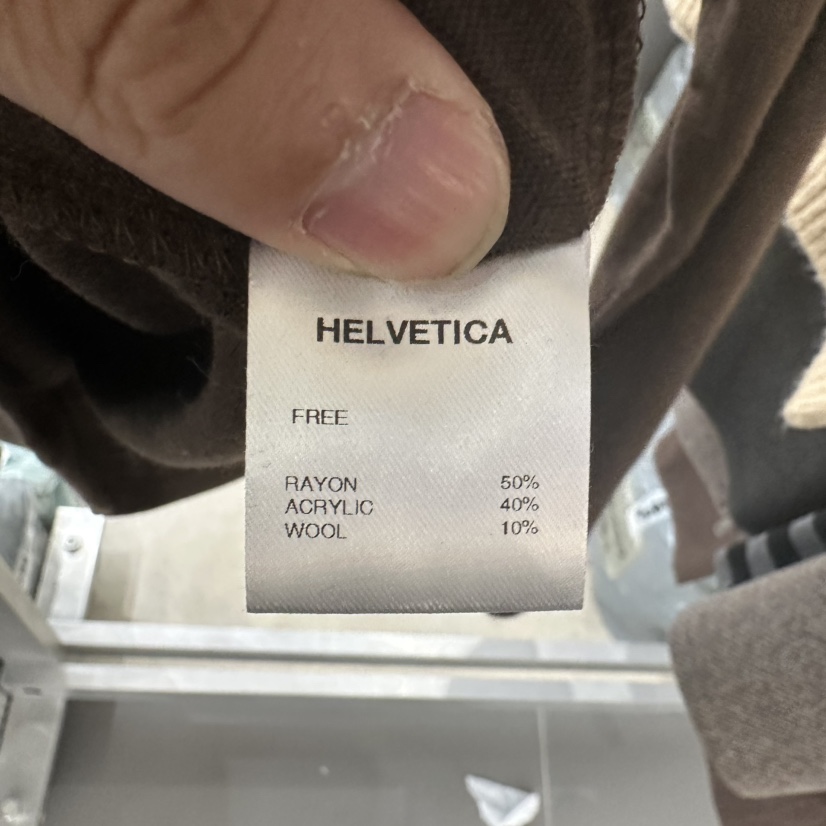 HELVETICA
FREE
RAYON 50%
ACRYLIC 40%
WOOL 10%